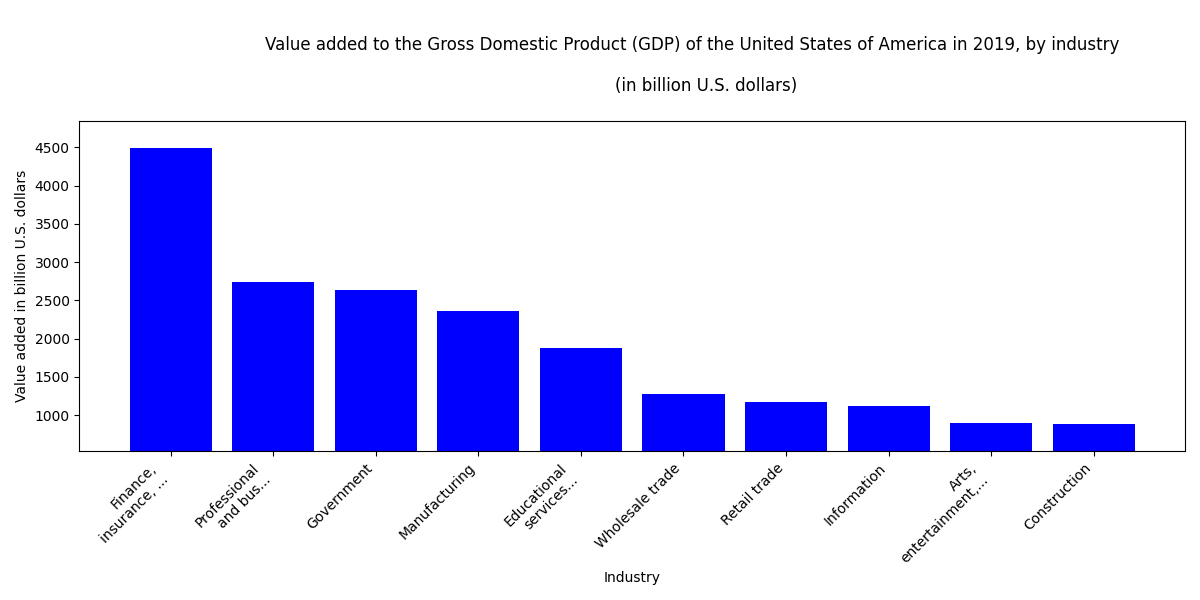 Value added to the Gross Domestic Product (GDP) of the United States of America in 2019, by industry
(in billion U.S. dollars)
Value added in billion U.S. dollars
4500
4000
3500
3000
2500
2000
1500
1000
Finance,
insurance, ...
Professional
and bus...
Government
Manufacturing
Educational
services...
Wholesale trade
Retail trade
Information
Arts,
entertainment,...
Construction
Industry